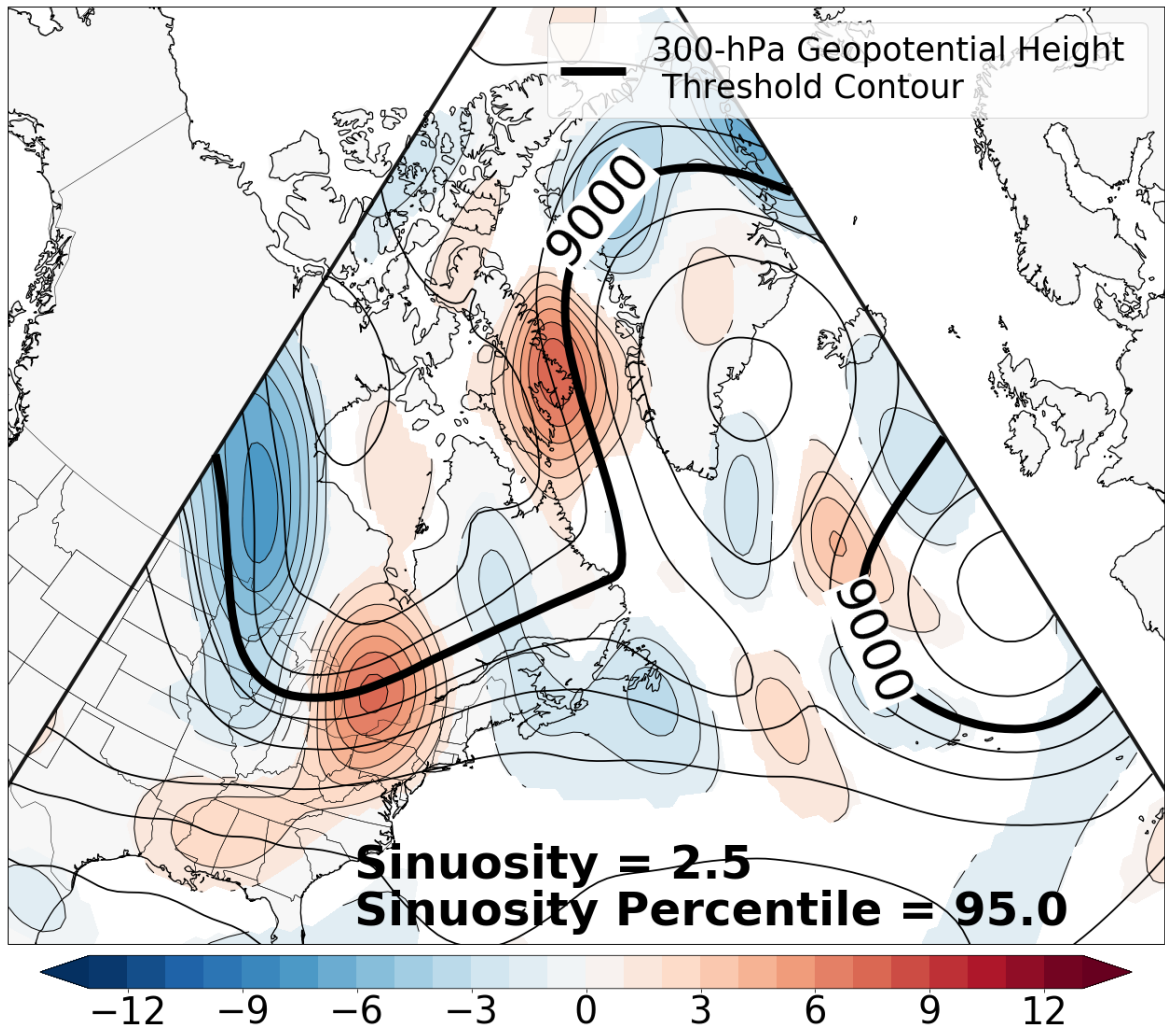 300-hPa Geopotential Height
Threshold Contour
9000
9000
Sinuosity = 2.5
Sinuosity Percentile = 95.0
−12 −9 −6 −3 0 3 6 9 12